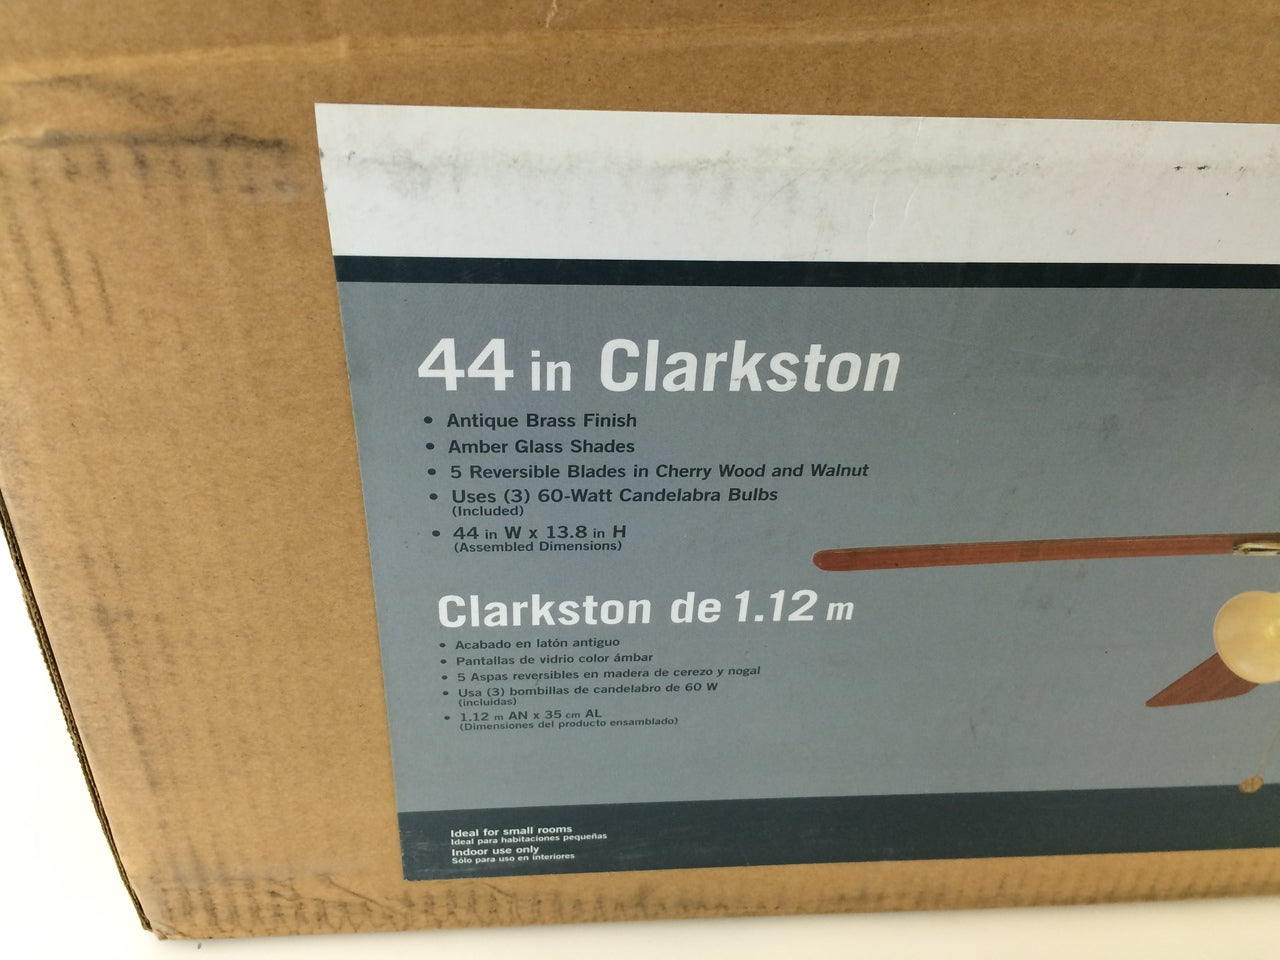 44 in Clarkston
• Antique Brass Finish
• Amber Glass Shades
• 5 Reversible Blades in Cherry Wood and Walnut
• Uses (3) 60-Watt Candelabra Bulbs
(Included)
• 44 in W x 13.8 in H
(Assembled Dimensions)
Clarkston de 1.12 m
• Acabado en latón antiguo
• Pantallas de vidrio color ámbar
• 5 Aspas reversibles en madera de cerezo y nogal
• Usa (3) bombillas de candelabro de 60 W
(incluidas)
• 1.12 m AN x 35 cm AL
(Dimensiones del producto ensamblado)
Ideal for small rooms
Ideal para habitaciones pequeñas
Indoor use only
Sólo para uso en interiores